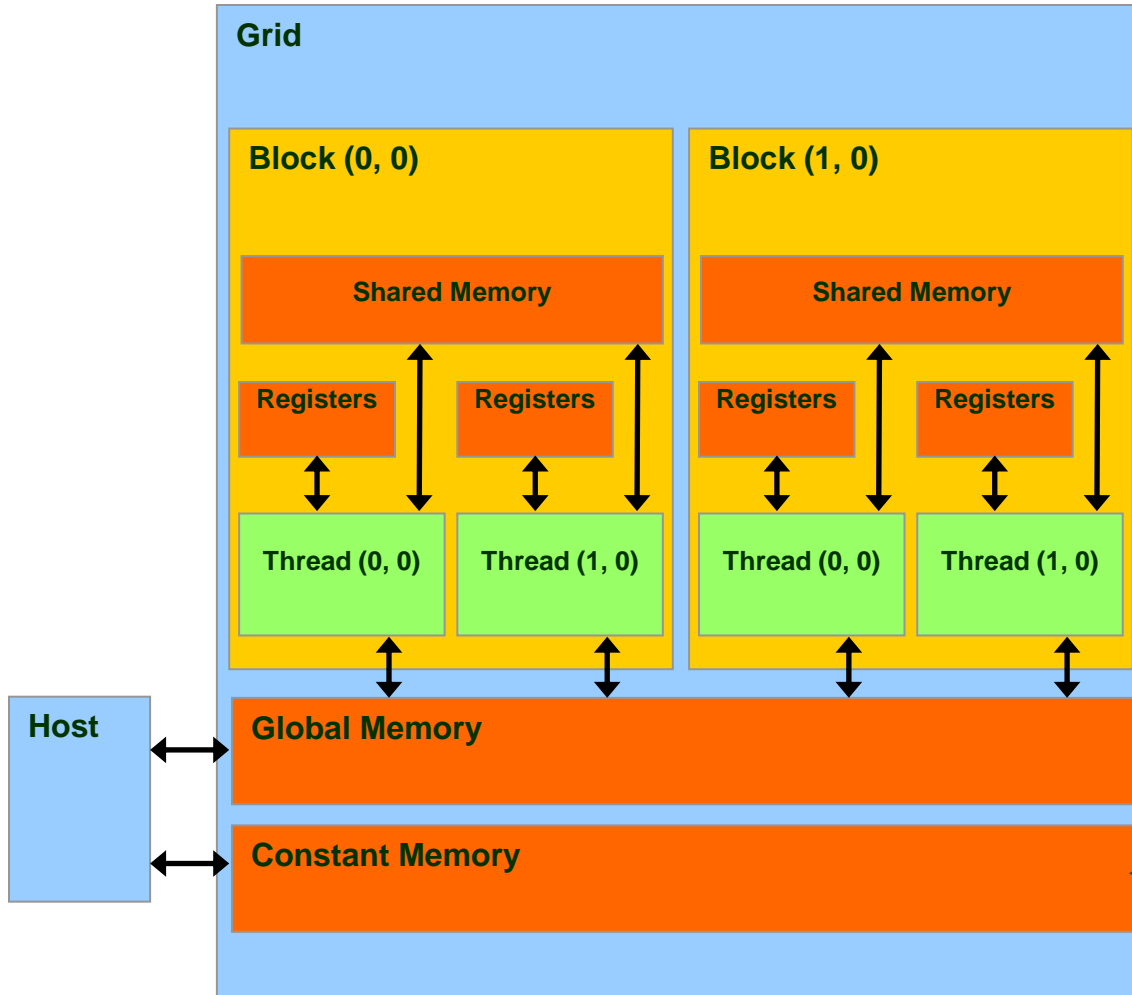 Grid
Block (0, 0)
Block (1, 0)
Shared Memory
Shared Memory
Registers
Registers
Registers
Registers
Thread (0, 0)
Thread (1, 0)
Thread (0, 0)
Thread (1, 0)
Host
Global Memory
Constant Memory